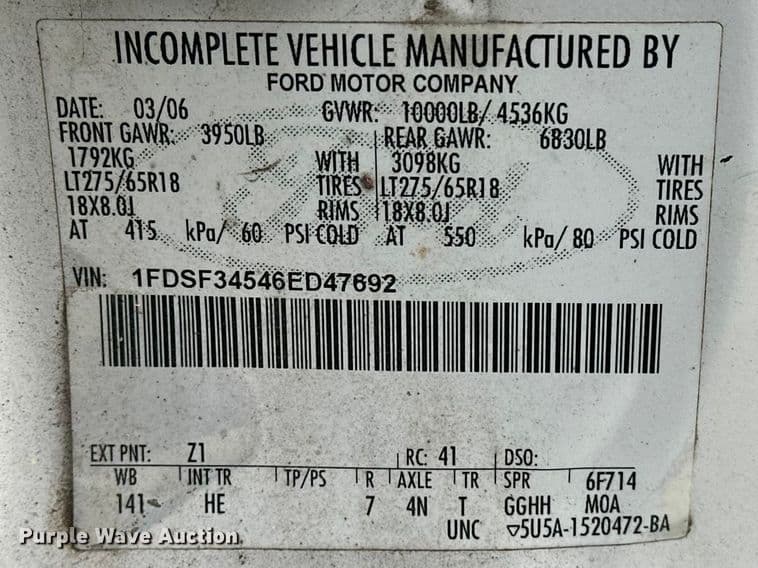 INCOMPLETE VEHICLE MANUFACTURED BY
FORD MOTOR COMPANY
DATE: 03/06 GVWR: 10000LB/ 4536KG
FRONT GAWR: 3950LB REAR GAWR: 6830LB
1792KG WITH 3098KG WITH
LT275/65R18 TIRES LT275/65R18 TIRES
18X8.0J RIMS 18X8.0J RIMS
AT 415 kPa/ 60 PSI COLD AT 550 kPa/ 80 PSI COLD
VIN: 1FDSF34546ED47692
EXT PNT: Z1 RC: 41 DSO:
WB INT TR TP/PS R AXLE TR SPR 6F714
141 HE 7 4N T GGHH MOA
UNC ▽5U5A-1520472-BA
Purple Wave Auction